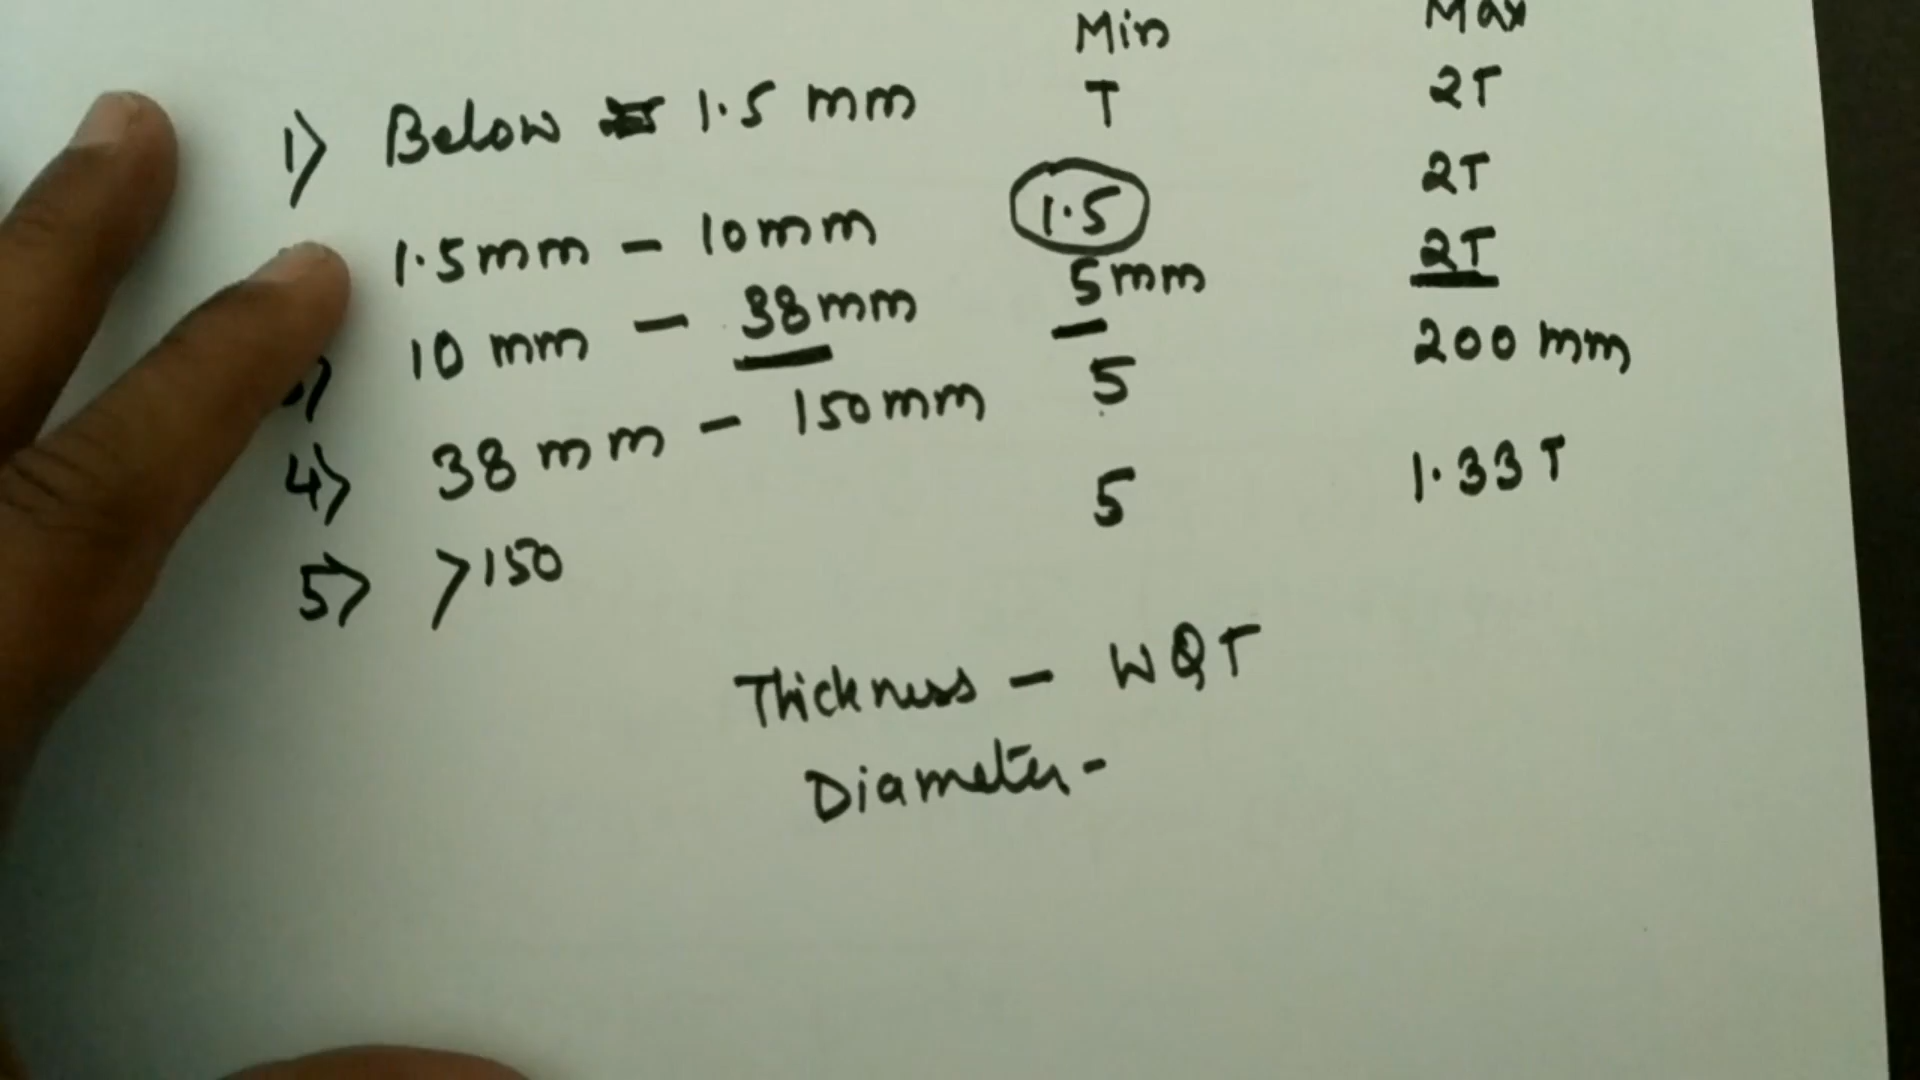 Min Max
1) Below 1.5 mm T 2T
1.5mm - 10mm 1.5 2T
10 mm - 38mm 5mm 2T
4) 38 mm - 150mm 5 200 mm
5) >150 5 1.33T
Thickness - WQT
Diameter -